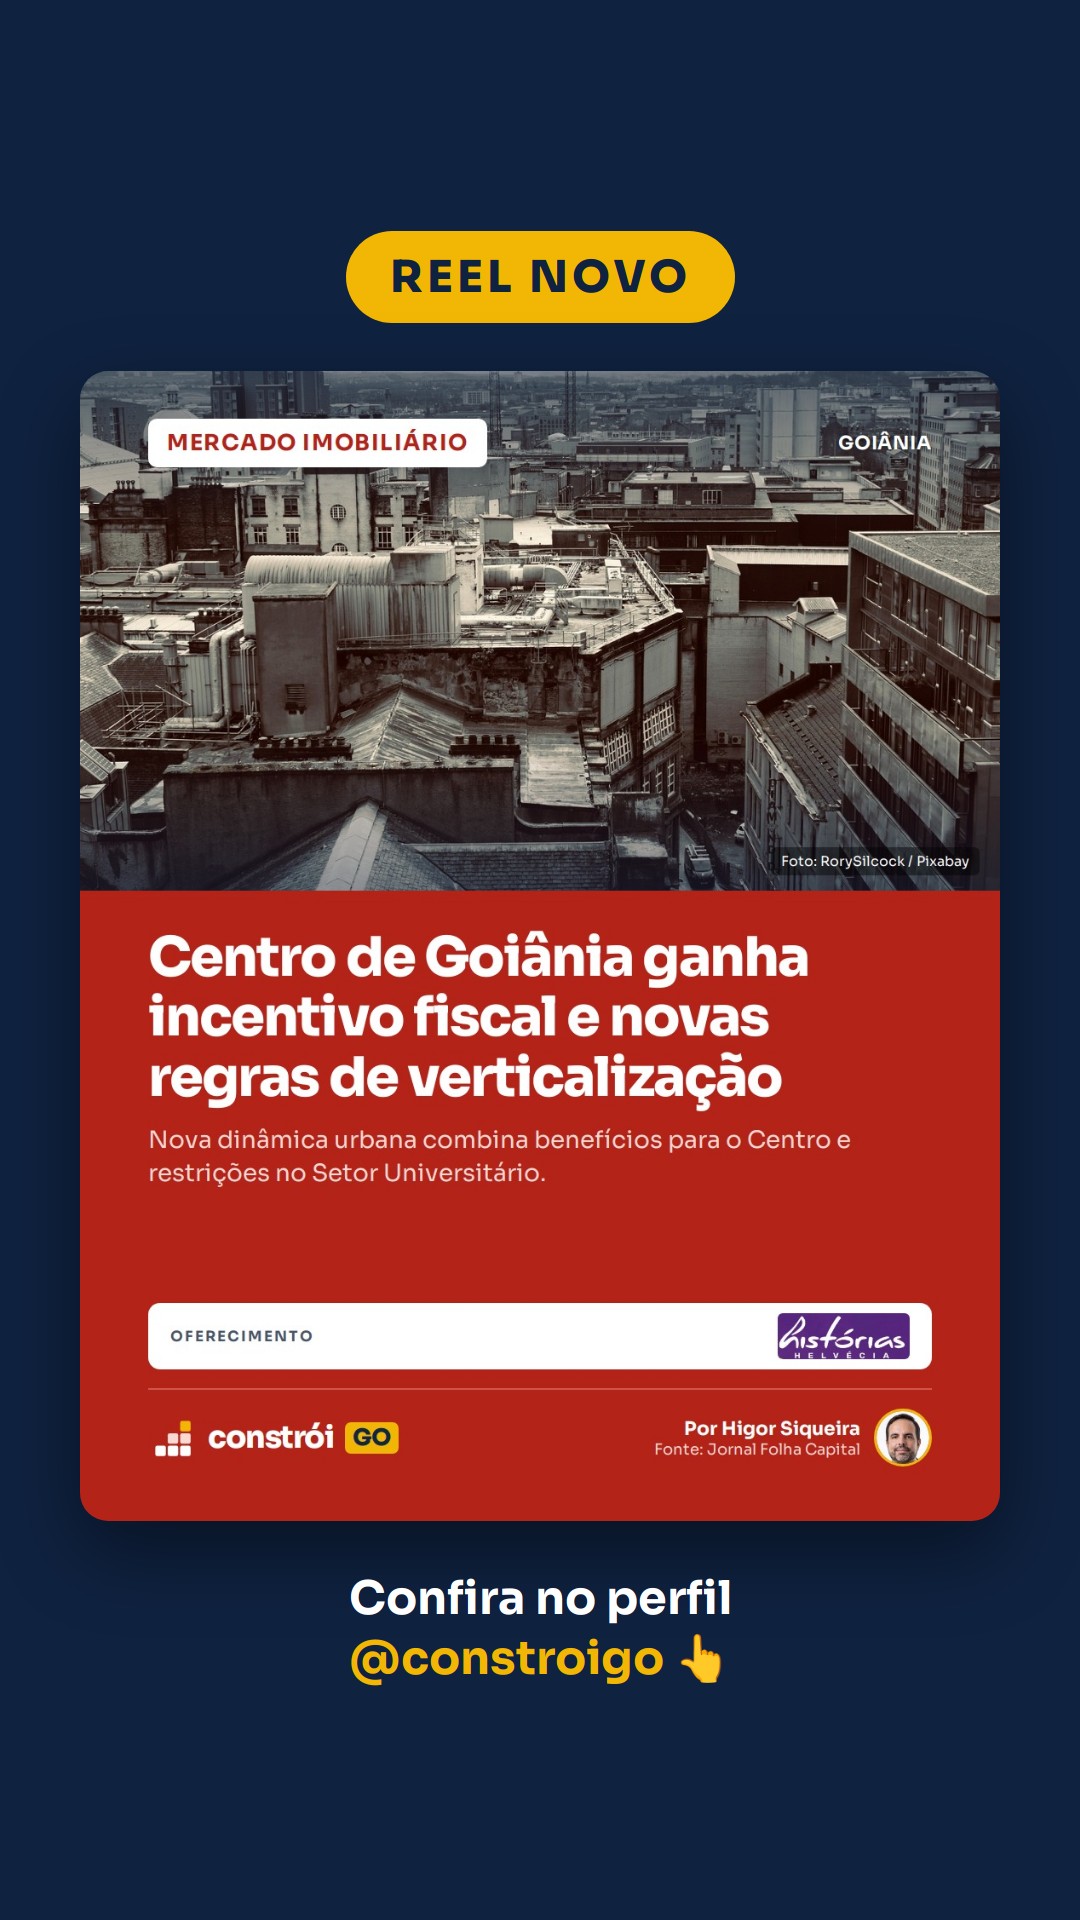 REEL NOVO
MERCADO IMOBILIÁRIO
GOIÂNIA
Foto: RorySilcock / Pixabay
Centro de Goiânia ganha
incentivo fiscal e novas
regras de verticalização
Nova dinâmica urbana combina benefícios para o Centro e
restrições no Setor Universitário.
OFERECIMENTO
histórias
HELVÉCIA
constrói GO
Por Higor Siqueira
Fonte: Jornal Folha Capital
Confira no perfil
@constroigo 👆